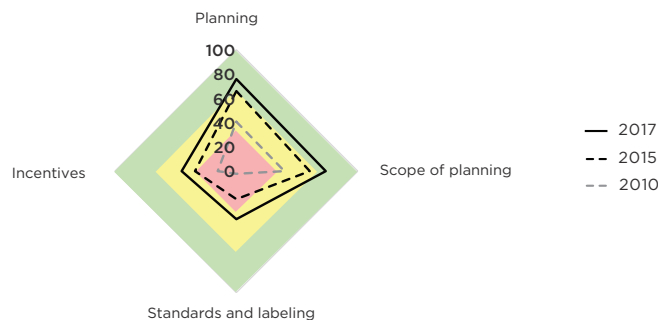 Planning
100
80
60
40
20
0
Incentives
Scope of planning
Standards and labeling
2017
2015
2010